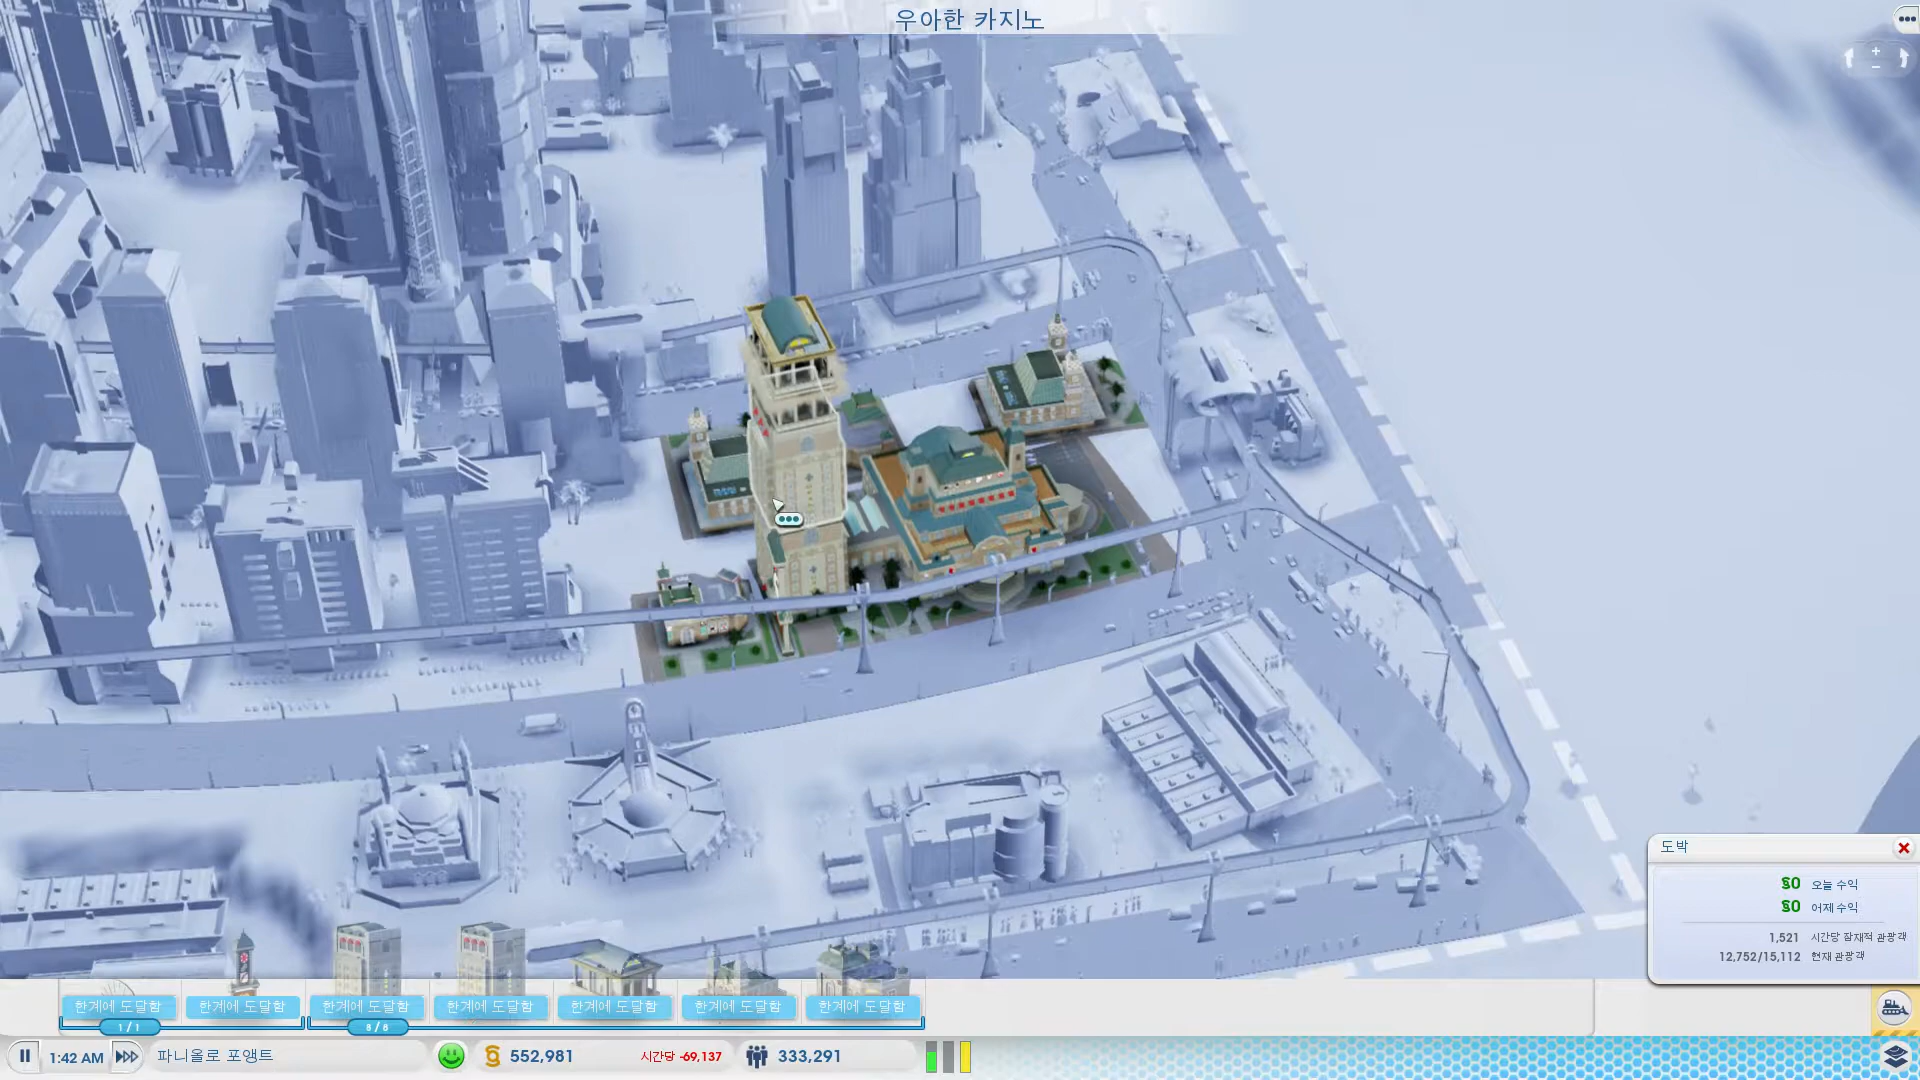 우아한 카지노
도박
§0 오늘 수익
§0 어제 수익
1,521 시간당 잠재적 관광객
12,752/15,112 현재 관광객
한계에 도달함
한계에 도달함
한계에 도달함
한계에 도달함
한계에 도달함
한계에 도달함
한계에 도달함
1 / 1
8 / 8
1:42 AM
파니올로 포앵트
552,981
시간당 -69,137
333,291